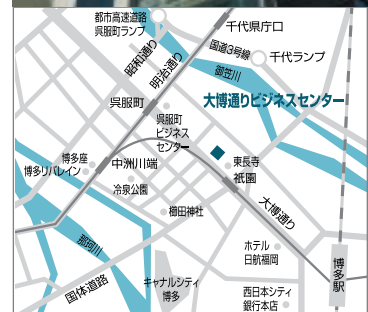 都市高速道路
呉服町ランプ
千代県庁口
昭和通り
明治通り
国道3号線
千代ランプ
御笠川
大博通りビジネスセンター
呉服町
呉服町
ビジネス
センター
博多座
博多リバレイン
中洲川端
東長寺
祇園
冷泉公園
櫛田神社
大博通り
那珂川
ホテル
日航福岡
博多駅
国体道路
キャナルシティ
博多
西日本シティ
銀行本店